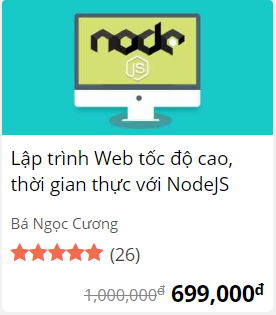 node
JS
Lập trình Web tốc độ cao,
thời gian thực với NodeJS
Bá Ngọc Cương
(26)
1,000,000đ 699,000đ